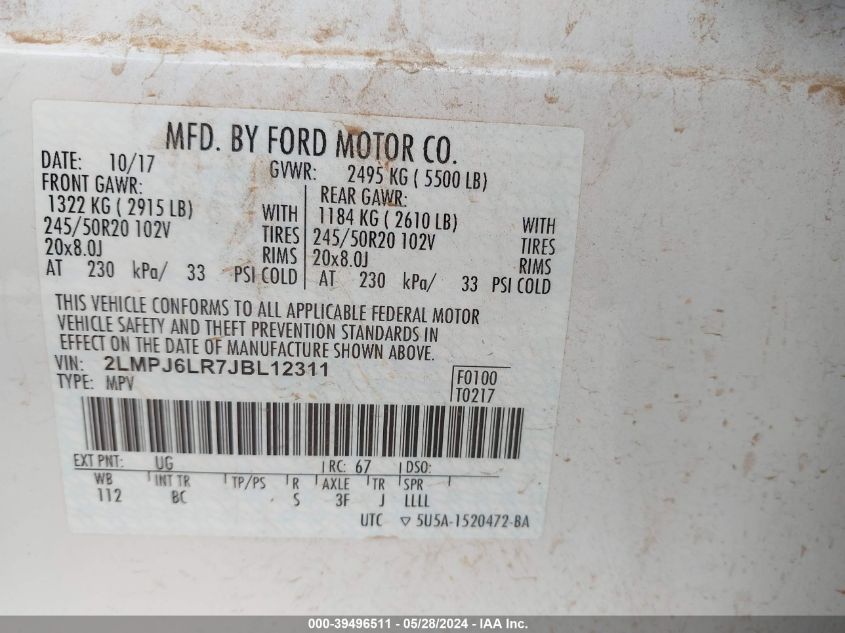 MFD. BY FORD MOTOR CO.
DATE: 10/17 GVWR: 2495 KG ( 5500 LB)
FRONT GAWR: REAR GAWR:
1322 KG ( 2915 LB) WITH 1184 KG ( 2610 LB) WITH
245/50R20 102V TIRES 245/50R20 102V TIRES
20x8.0J RIMS 20x8.0J RIMS
AT 230 kPa/ 33 PSI COLD AT 230 kPa/ 33 PSI COLD
THIS VEHICLE CONFORMS TO ALL APPLICABLE FEDERAL MOTOR
VEHICLE SAFETY AND THEFT PREVENTION STANDARDS IN
EFFECT ON THE DATE OF MANUFACTURE SHOWN ABOVE.
VIN: 2LMPJ6LR7JBL12311 F0100
TYPE: MPV T0217
EXT PNT: UG RC: 67 DSO:
WB INT TR TP/PS R AXLE TR SPR
112 BC S 3F J LLLL
UTC ▽ 5U5A-1520472-BA
000-39496511 - 05/28/2024 - IAA Inc.